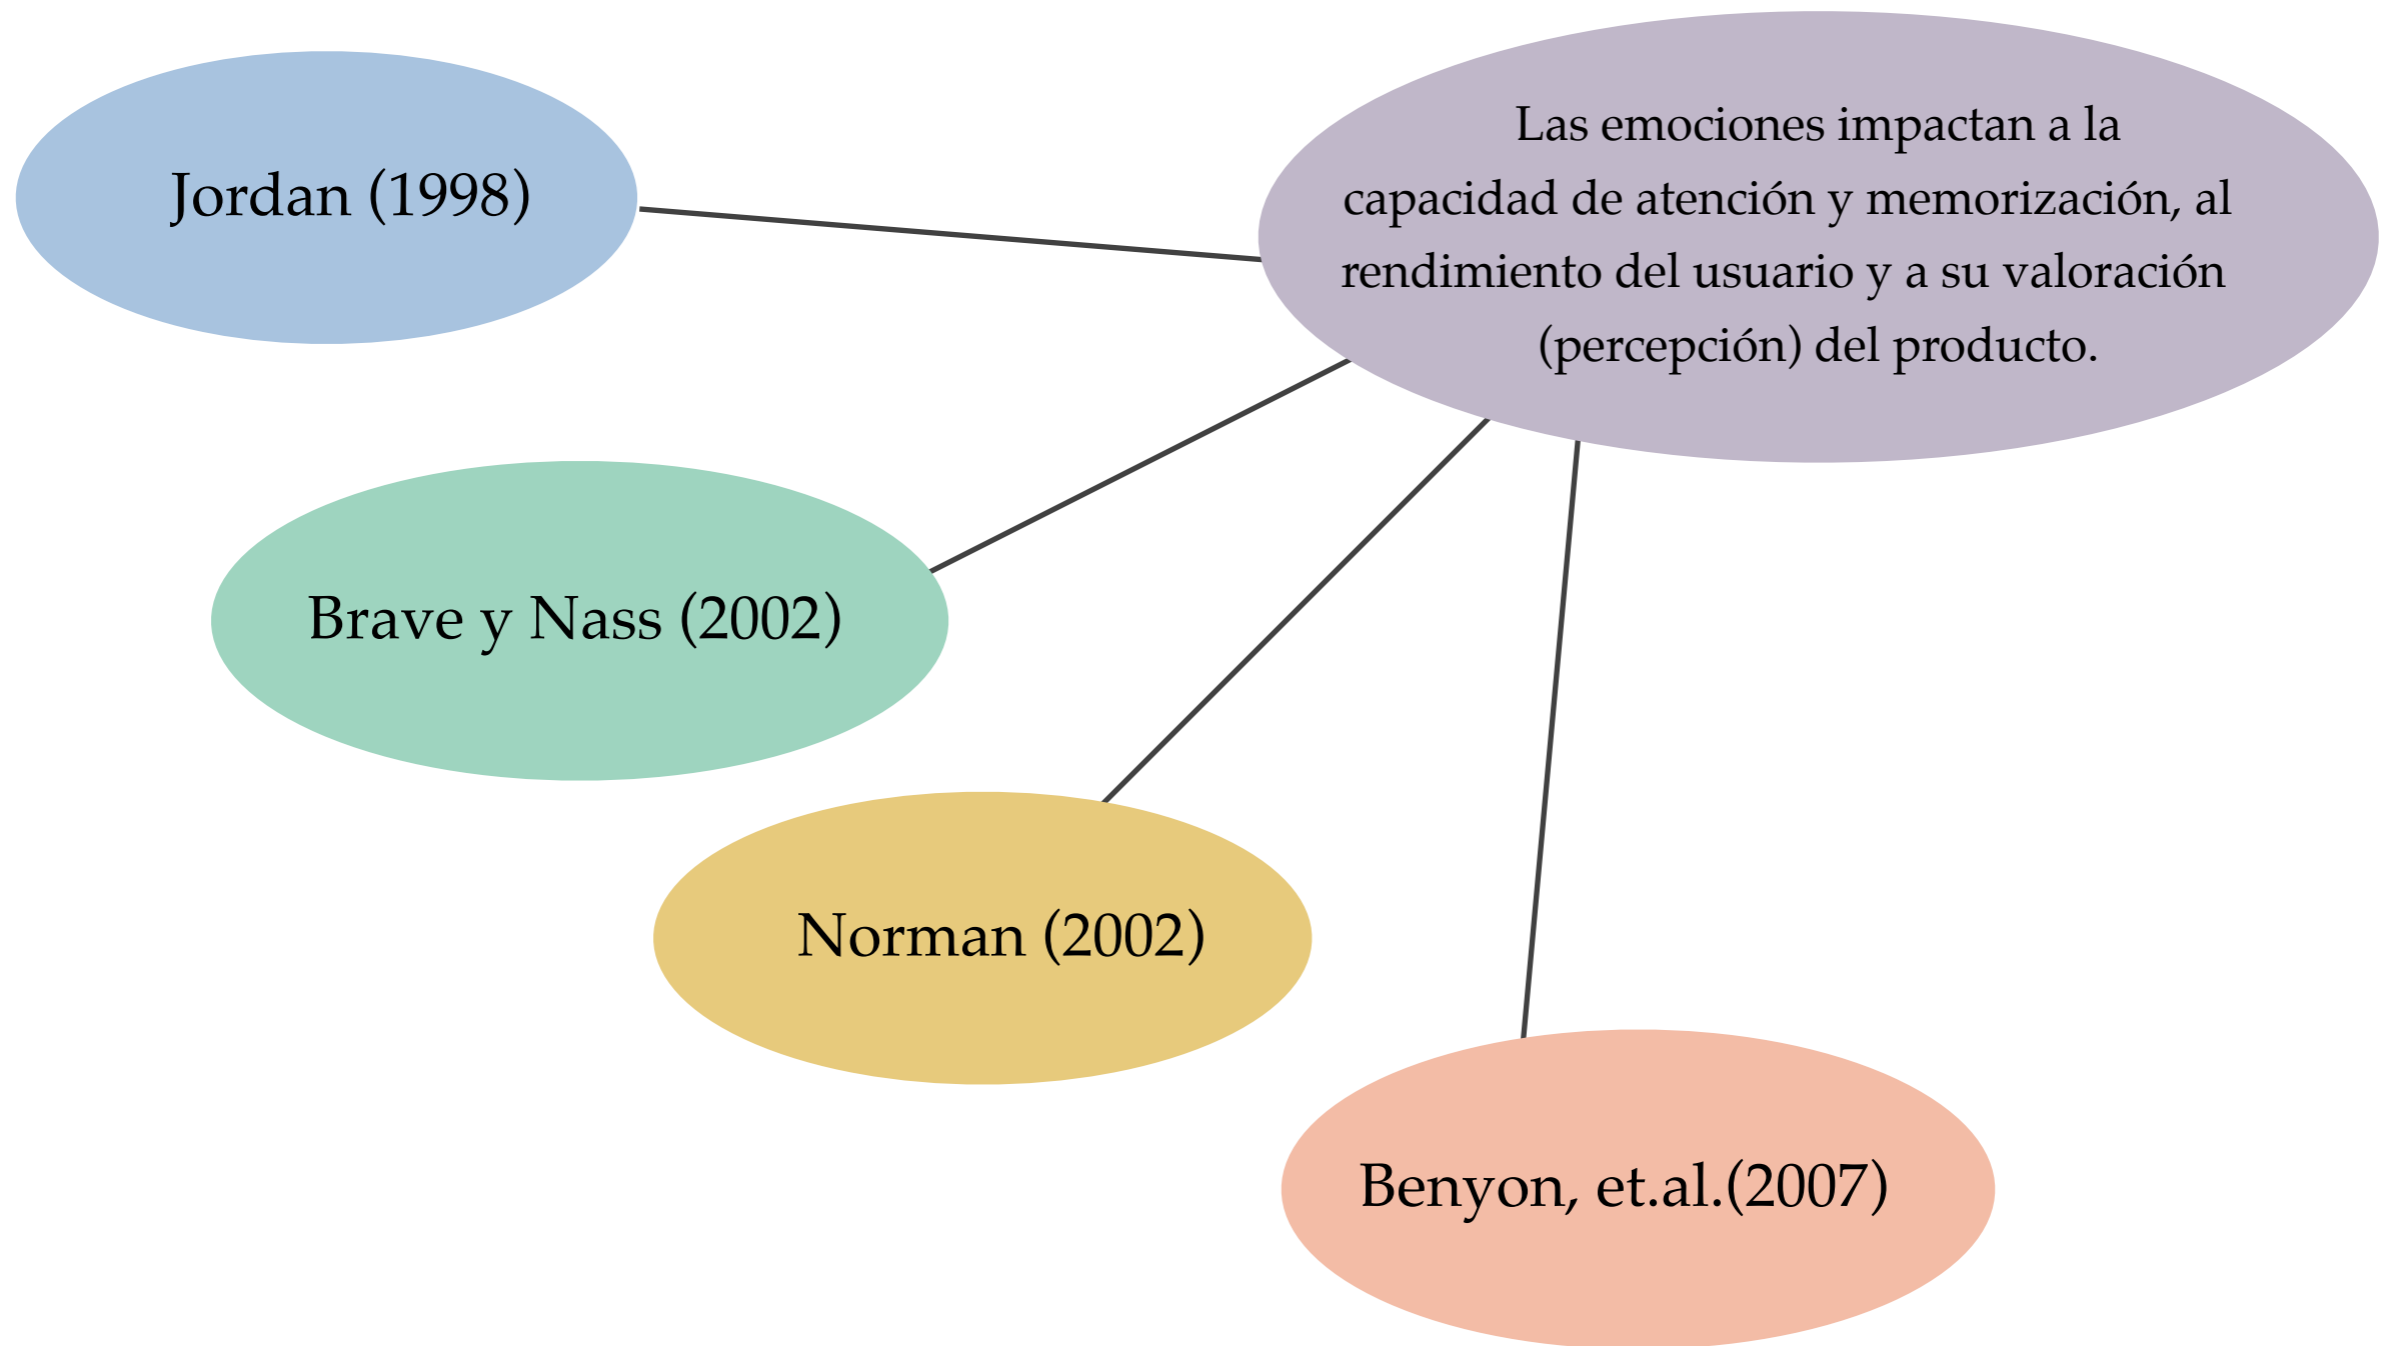 Jordan (1998)
Las emociones impactan a la
capacidad de atención y memorización, al
rendimiento del usuario y a su valoración
(percepción) del producto.
Brave y Nass (2002)
Norman (2002)
Benyon, et.al.(2007)